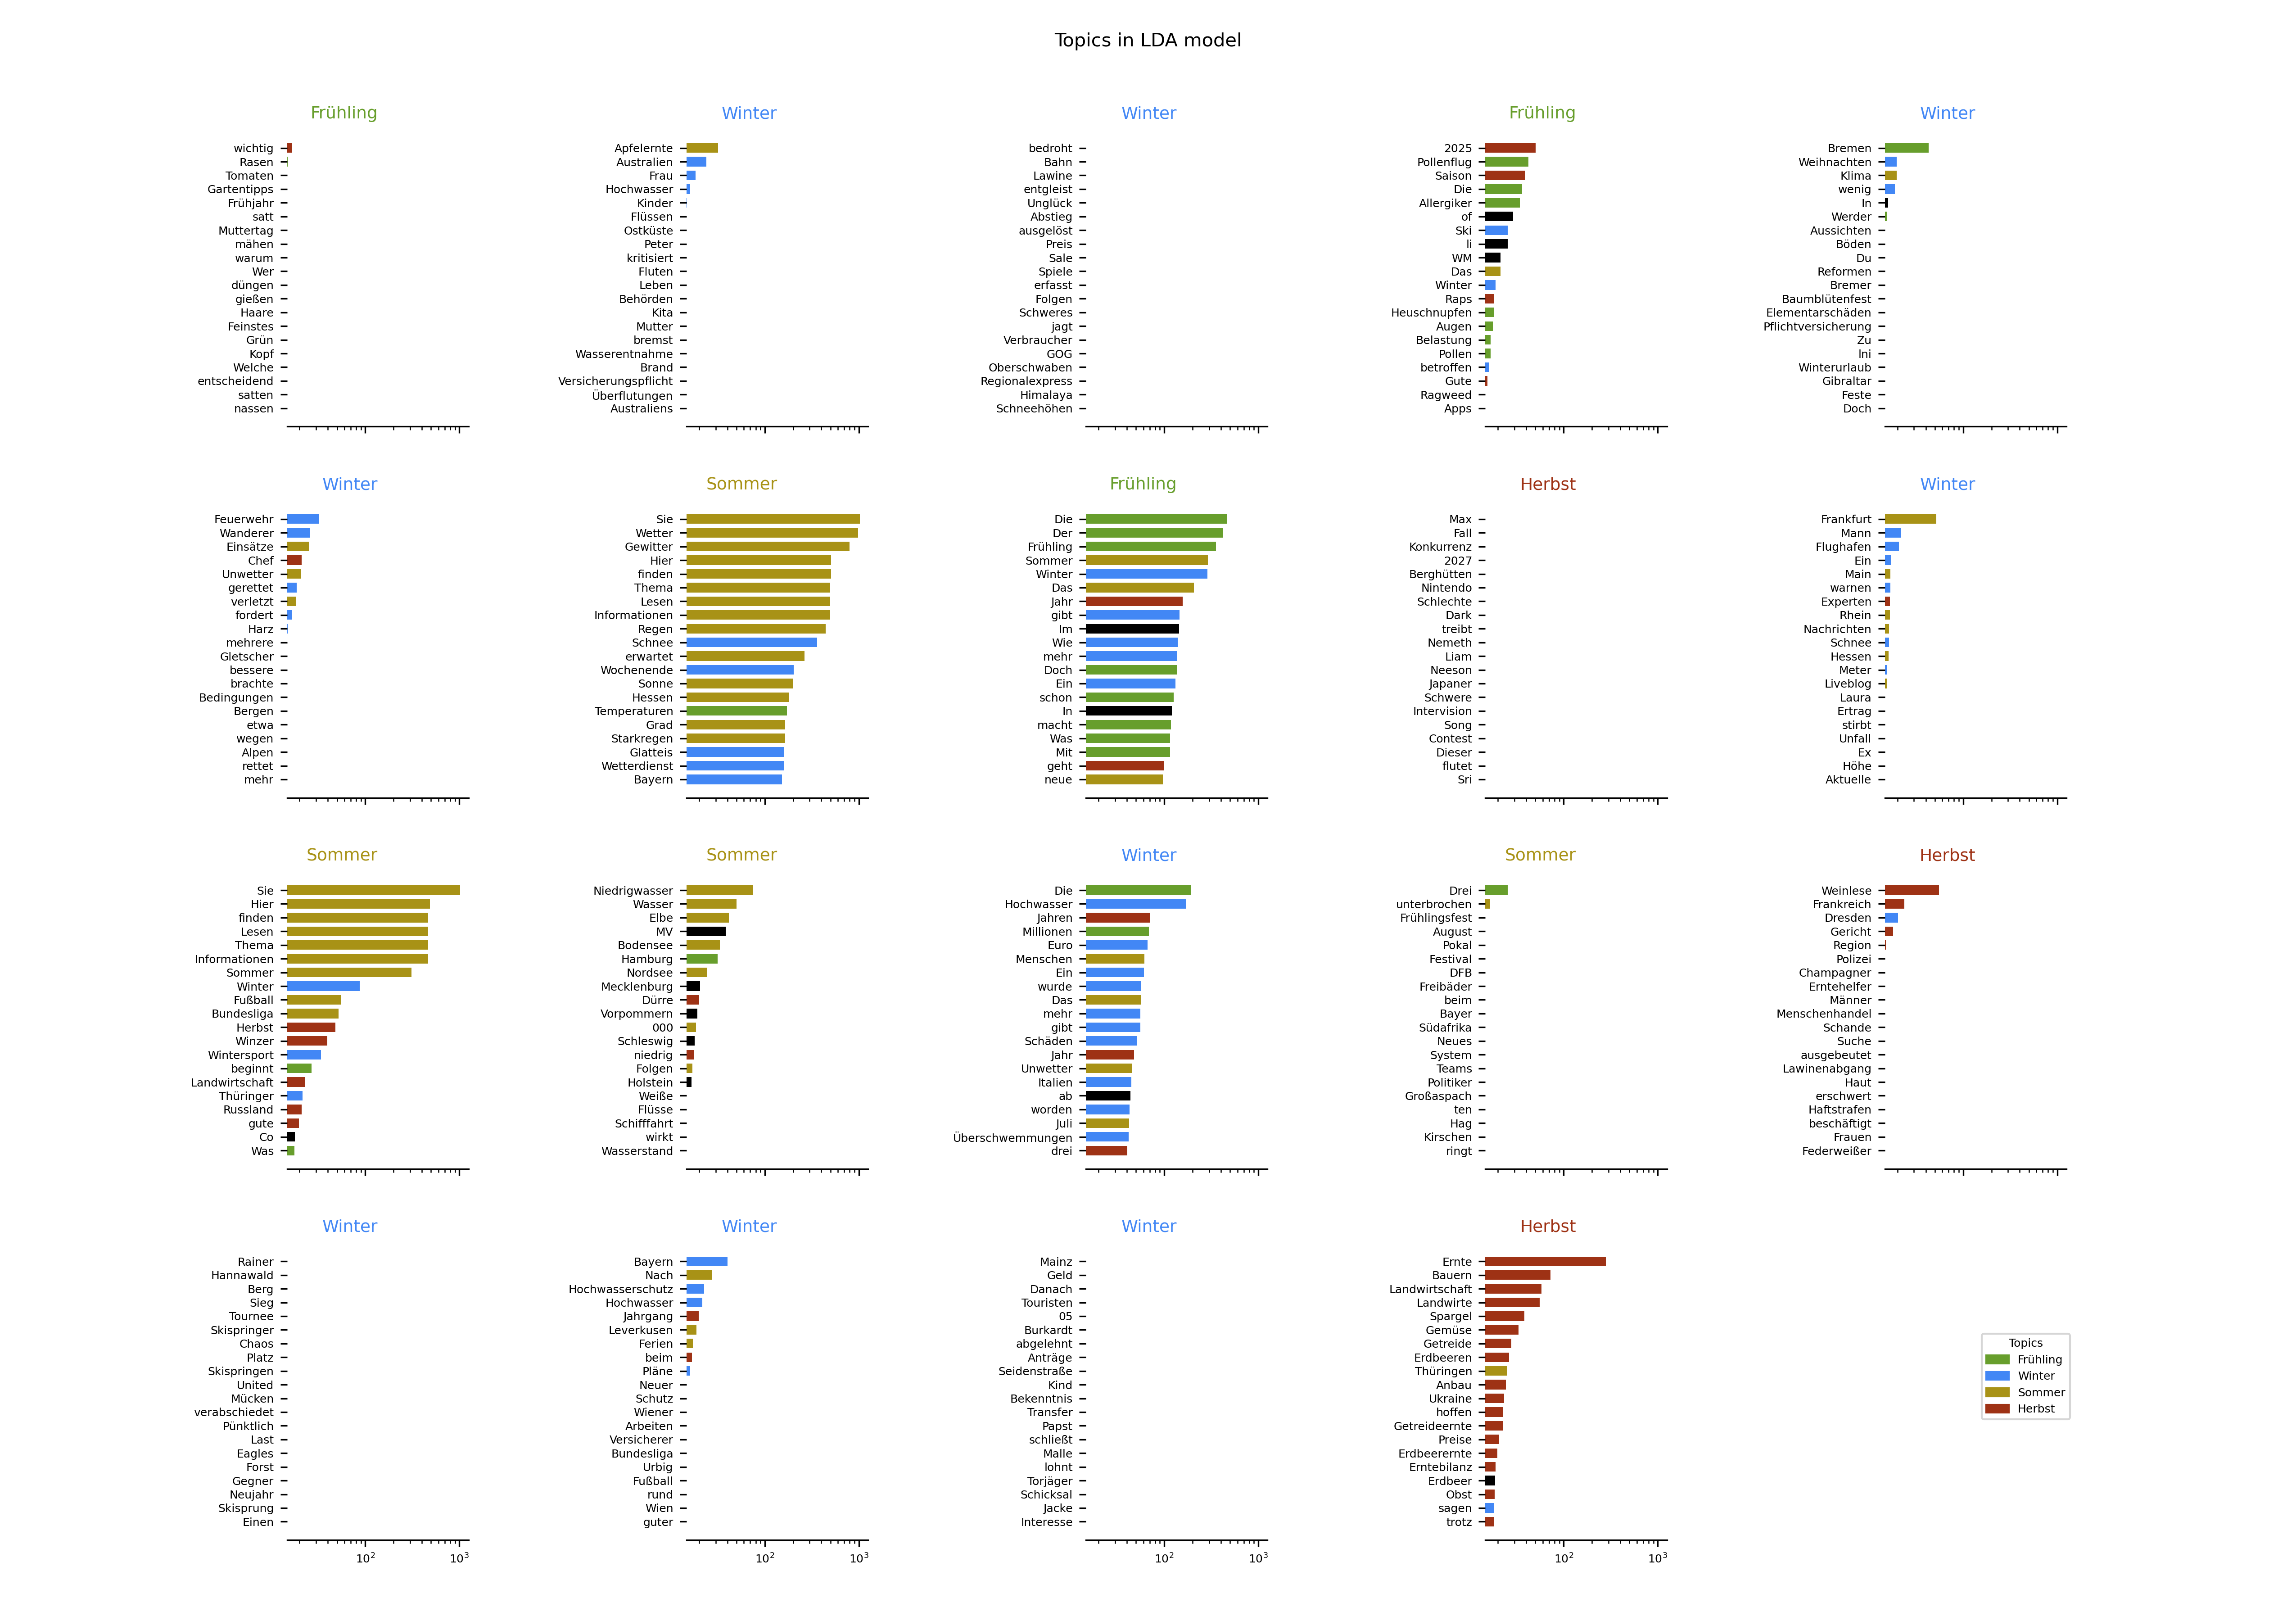 Topics in LDA model
Frühling
wichtig
Rasen
Tomaten
Gartentipps
Frühjahr
satt
Muttertag
mähen
warum
Wer
düngen
gießen
Haare
Feinstes
Grün
Kopf
Welche
entscheidend
satten
nassen
Winter
Apfelernte
Australien
Frau
Hochwasser
Kinder
Flüssen
Ostküste
Peter
kritisiert
Fluten
Leben
Behörden
Kita
Mutter
bremst
Wasserentnahme
Brand
Versicherungspflicht
Überflutungen
Australiens
Winter
bedroht
Bahn
Lawine
entgleist
Unglück
Abstieg
ausgelöst
Preis
Sale
Spiele
erfasst
Folgen
Schweres
jagt
Verbraucher
GOG
Oberschwaben
Regionalexpress
Himalaya
Schneehöhen
Frühling
2025
Pollenflug
Saison
Die
Allergiker
of
Ski
li
WM
Das
Winter
Raps
Heuschnupfen
Augen
Belastung
Pollen
betroffen
Gute
Ragweed
Apps
Winter
Bremen
Weihnachten
Klima
wenig
In
Werder
Aussichten
Böden
Du
Reformen
Bremer
Baumblütenfest
Elementarschäden
Pflichtversicherung
Zu
Ini
Winterurlaub
Gibraltar
Feste
Doch
Winter
Feuerwehr
Wanderer
Einsätze
Chef
Unwetter
gerettet
verletzt
fordert
Harz
mehrere
Gletscher
bessere
brachte
Bedingungen
Bergen
etwa
wegen
Alpen
rettet
mehr
Sommer
Sie
Wetter
Gewitter
Hier
finden
Thema
Lesen
Informationen
Regen
Schnee
erwartet
Wochenende
Sonne
Hessen
Temperaturen
Grad
Starkregen
Glatteis
Wetterdienst
Bayern
Frühling
Die
Der
Frühling
Sommer
Winter
Das
Jahr
gibt
Im
Wie
mehr
Doch
Ein
schon
In
macht
Was
Mit
geht
neue
Herbst
Max
Fall
Konkurrenz
2027
Berghütten
Nintendo
Schlechte
Dark
treibt
Nemeth
Liam
Neeson
Japaner
Schwere
Intervision
Song
Contest
Dieser
flutet
Sri
Winter
Frankfurt
Mann
Flughafen
Ein
Main
warnen
Experten
Rhein
Nachrichten
Schnee
Hessen
Meter
Liveblog
Laura
Ertrag
stirbt
Unfall
Ex
Höhe
Aktuelle
Sommer
Sie
Hier
finden
Lesen
Thema
Informationen
Sommer
Winter
Fußball
Bundesliga
Herbst
Winzer
Wintersport
beginnt
Landwirtschaft
Thüringer
Russland
gute
Co
Was
Sommer
Niedrigwasser
Wasser
Elbe
MV
Bodensee
Hamburg
Nordsee
Mecklenburg
Dürre
Vorpommern
000
Schleswig
niedrig
Folgen
Holstein
Weiße
Flüsse
Schifffahrt
wirkt
Wasserstand
Winter
Die
Hochwasser
Jahren
Millionen
Euro
Menschen
Ein
wurde
Das
mehr
gibt
Schäden
Jahr
Unwetter
Italien
ab
worden
Juli
Überschwemmungen
drei
Sommer
Drei
unterbrochen
Frühlingsfest
August
Pokal
Festival
DFB
Freibäder
beim
Bayer
Südafrika
Neues
System
Teams
Politiker
Großaspach
ten
Hag
Kirschen
ringt
Herbst
Weinlese
Frankreich
Dresden
Gericht
Region
Polizei
Champagner
Erntehelfer
Männer
Menschenhandel
Schande
Suche
ausgebeutet
Lawinenabgang
Haut
erschwert
Haftstrafen
beschäftigt
Frauen
Federweißer
Winter
Rainer
Hannawald
Berg
Sieg
Tournee
Skispringer
Chaos
Platz
Skispringen
United
Mücken
verabschiedet
Pünktlich
Last
Eagles
Forst
Gegner
Neujahr
Skisprung
Einen
10² 10³
Winter
Bayern
Nach
Hochwasserschutz
Hochwasser
Jahrgang
Leverkusen
Ferien
beim
Pläne
Neuer
Schutz
Wiener
Arbeiten
Versicherer
Bundesliga
Urbig
Fußball
rund
Wien
guter
10² 10³
Winter
Mainz
Geld
Danach
Touristen
05
Burkardt
abgelehnt
Anträge
Seidenstraße
Kind
Bekenntnis
Transfer
Papst
schließt
Malle
lohnt
Torjäger
Schicksal
Jacke
Interesse
10² 10³
Herbst
Ernte
Bauern
Landwirtschaft
Landwirte
Spargel
Gemüse
Getreide
Erdbeeren
Thüringen
Anbau
Ukraine
hoffen
Getreideernte
Preise
Erdbeerernte
Erntebilanz
Erdbeer
Obst
sagen
trotz
10² 10³
Topics
Frühling
Winter
Sommer
Herbst